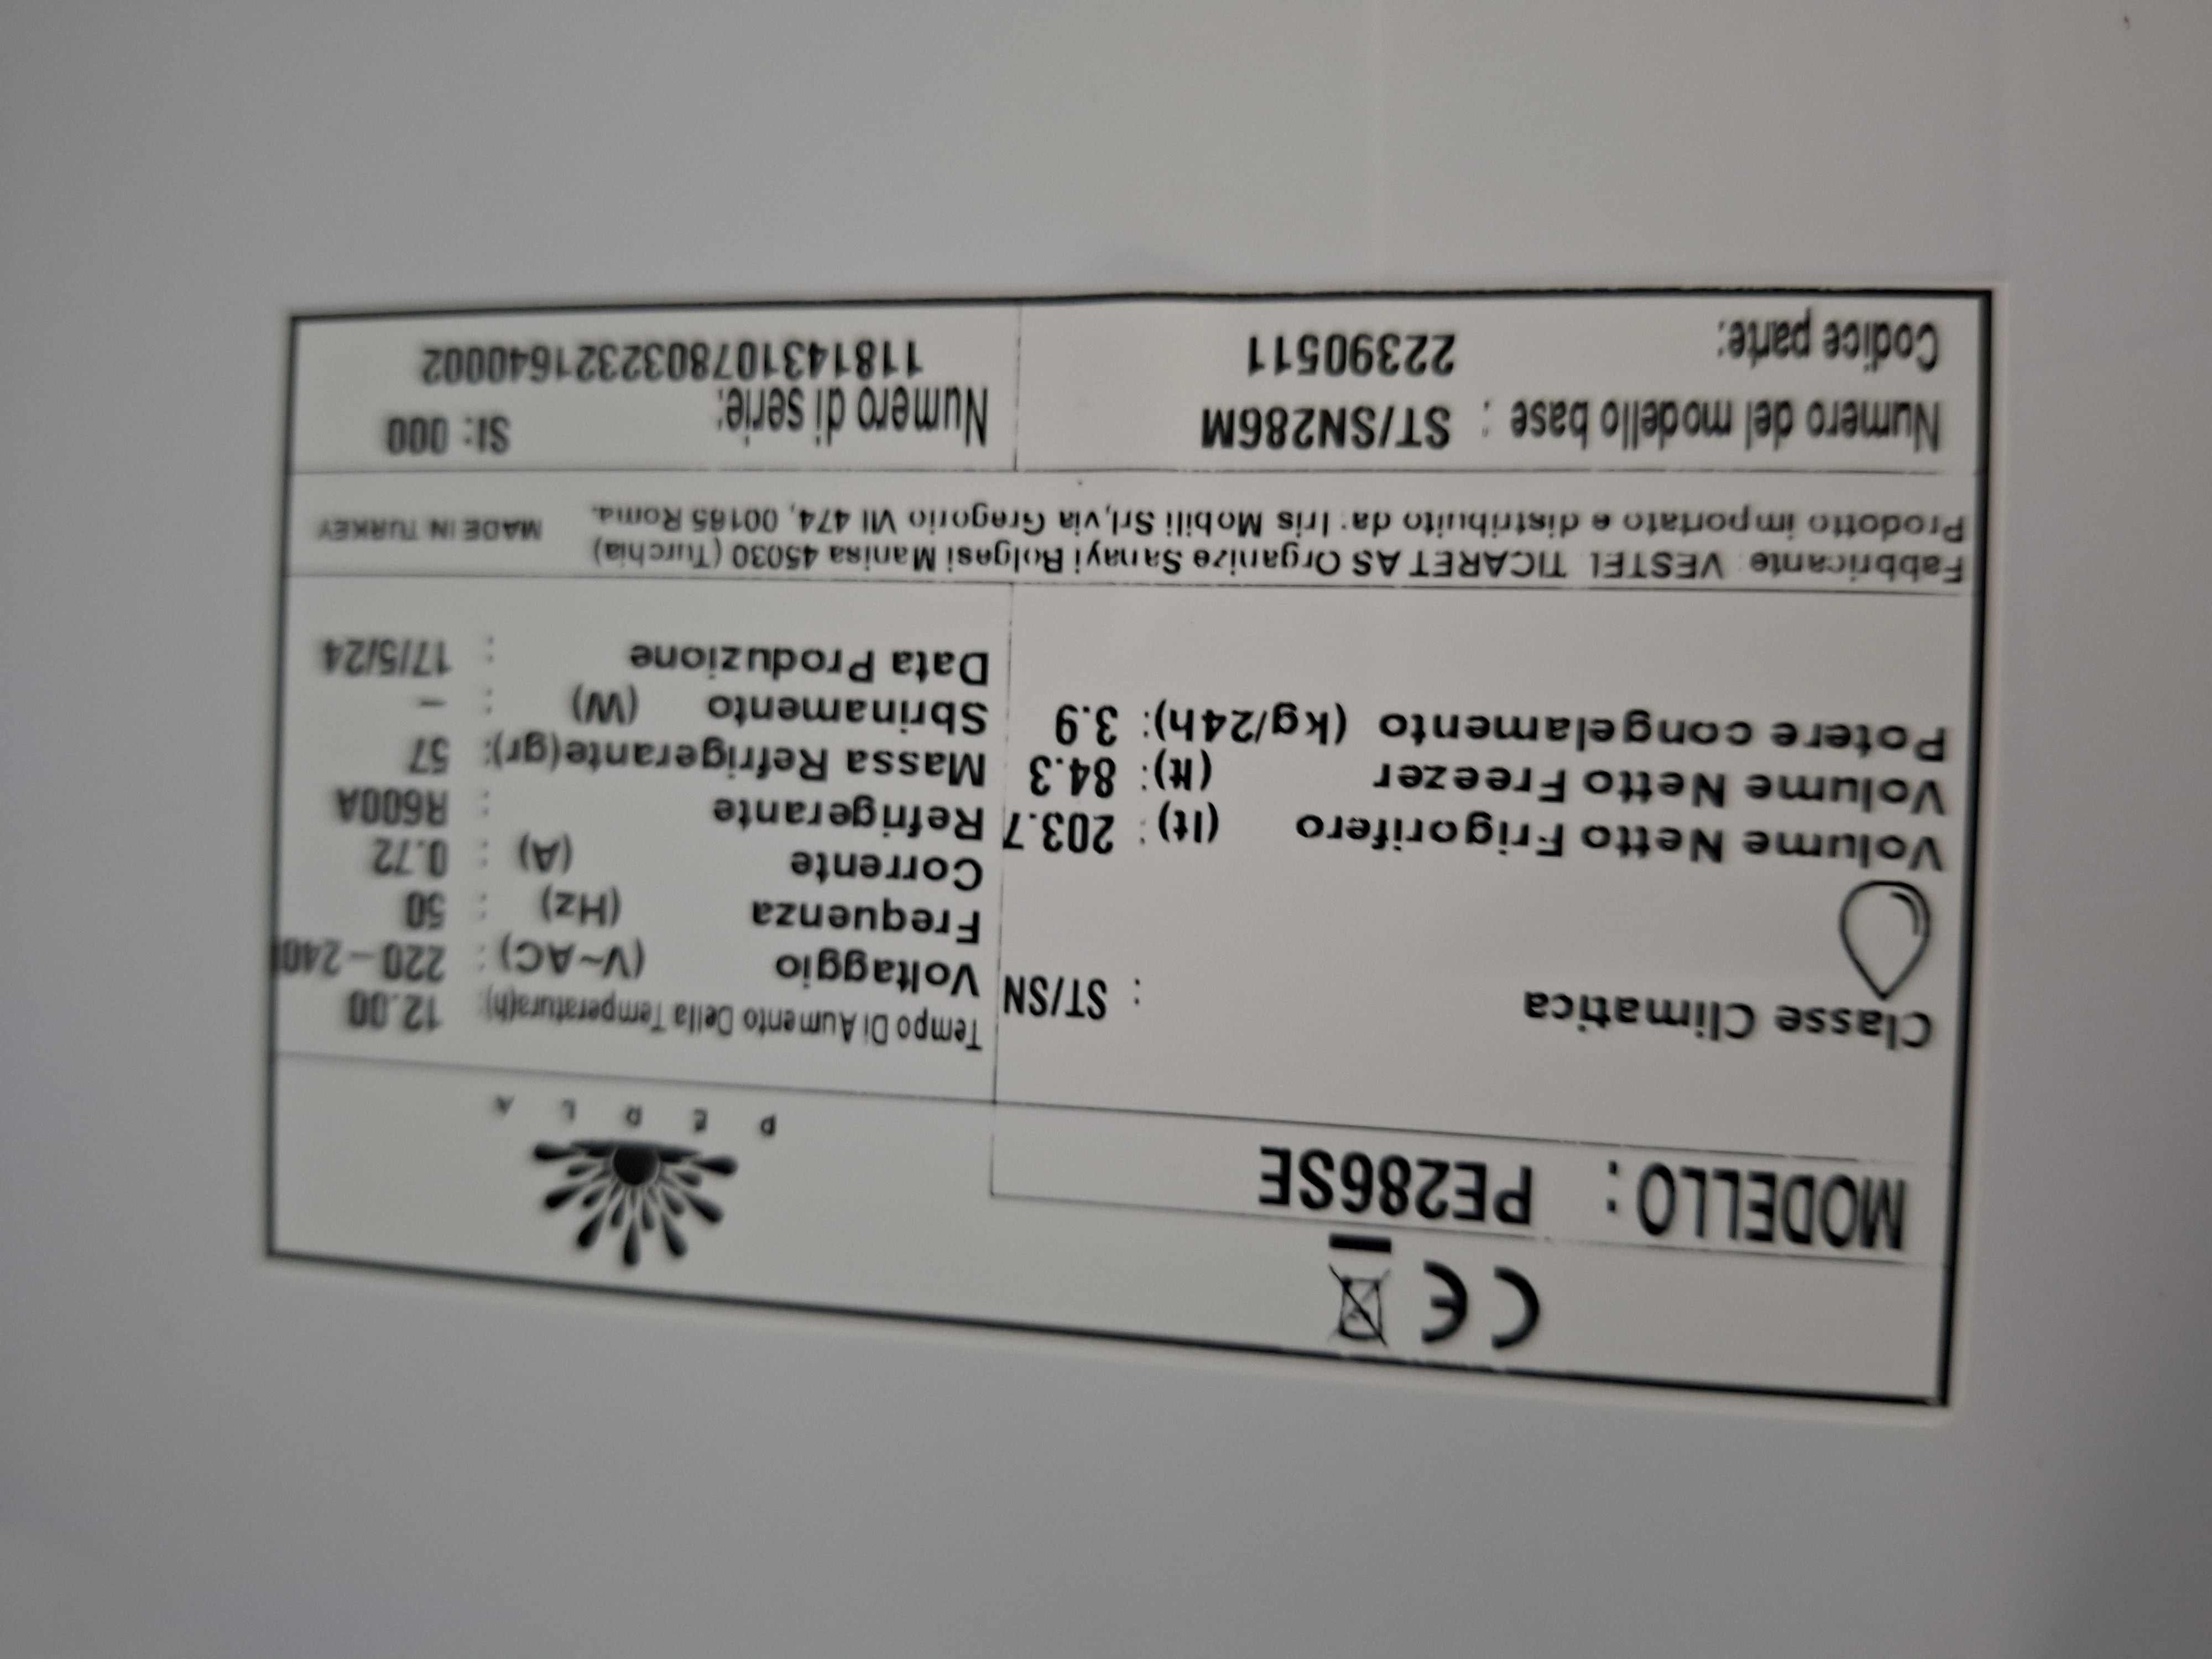 CE
MODELLO : PE286SE
PERLA
Classe Climatica : ST/SN
Volume Netto Frigorifero (lt) : 203.7
Volume Netto Freezer (lt): 84.3
Potere congelamento (kg/24h): 3.9
Tempo Di Aumento Della Temperatura(h): 12.00
Voltaggio (V~AC) : 220-240
Frequenza (Hz) : 50
Corrente (A) : 0.72
Refrigerante : R600A
Massa Refrigerante(gr): 57
Sbrinamento (W) : -
Data Produzione : 17/5/24
Fabbricante: VESTEL TICARET AS Organize Sanayi Bolgesi Manisa 45030 (Turchia)
Prodotto importato e distribuito da: Iris Mobili Srl,via Gregorio VII 474, 00165 Roma.
MADE IN TURKEY
Numero del modello base : ST/SN286M
Codice parte: 22390511
Numero di serie: SI: 000
1181431078032321640002